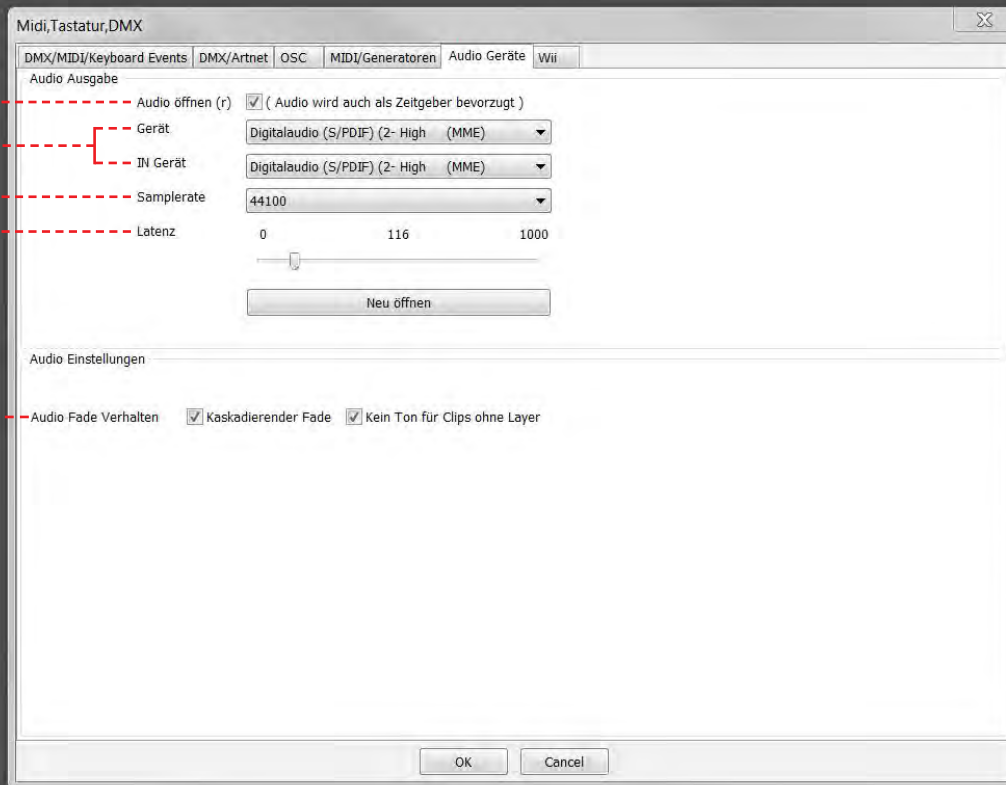 Midi,Tastatur,DMX
DMX/MIDI/Keyboard Events DMX/Artnet OSC MIDI/Generatoren Audio Geräte Wii
Audio Ausgabe
Audio öffnen (r) ( Audio wird auch als Zeitgeber bevorzugt )
Gerät Digitalaudio (S/PDIF) (2- High (MME)
IN Gerät Digitalaudio (S/PDIF) (2- High (MME)
Samplerate 44100
Latenz 0 116 1000
Neu öffnen
Audio Einstellungen
Audio Fade Verhalten Kaskadierender Fade Kein Ton für Clips ohne Layer
OK Cancel